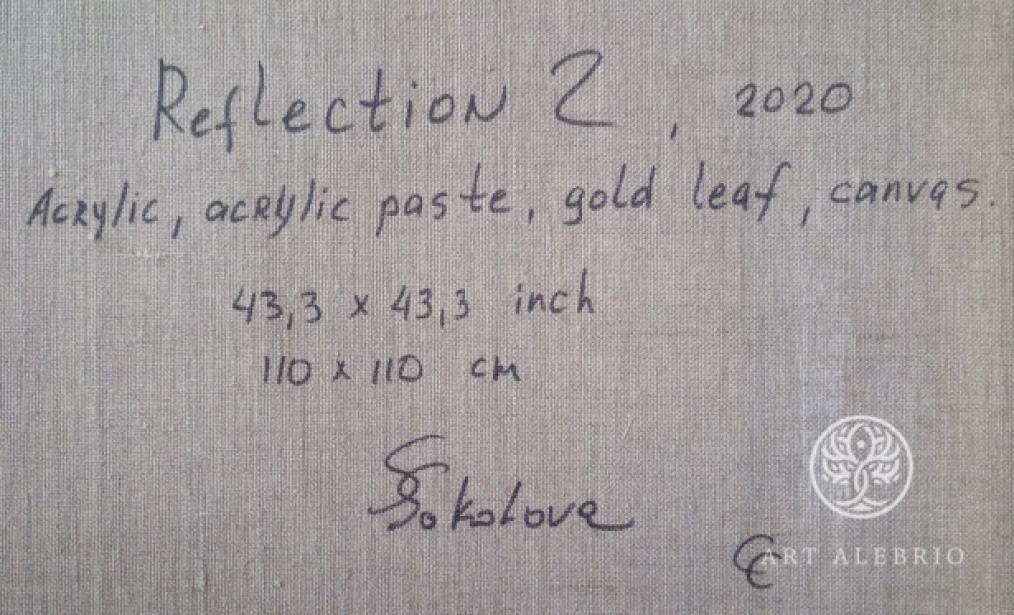 Reflection 2, 2020
Acrylic, acrylic paste, gold leaf, canvas.
43,3 x 43,3 inch
110 x 110 cm
Sokolova
ART ALEBRIO